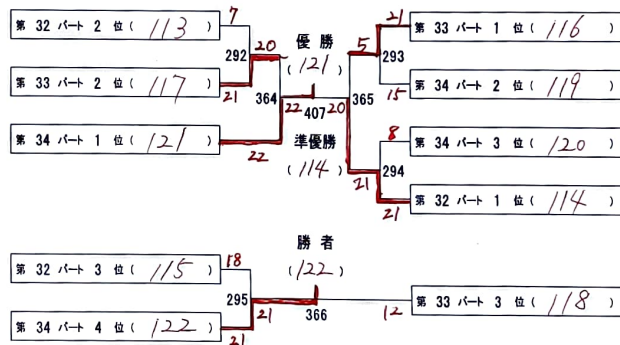 第 32 パート 2 位 ( 113 )
7
292
第 33 パート 2 位 ( 117 )
21
20
364
第 34 パート 1 位 ( 121 )
22
優 勝
( 121 )
22
407
20
準優勝
( 114 )
5
365
21
21
第 33 パート 1 位 ( 116 )
293
15
第 34 パート 2 位 ( 119 )
8
第 34 パート 3 位 ( 120 )
294
21
第 32 パート 1 位 ( 114 )
第 32 パート 3 位 ( 115 )
18
295
第 34 パート 4 位 ( 122 )
21
勝 者
( 122 )
21
366
12
第 33 パート 3 位 ( 118 )